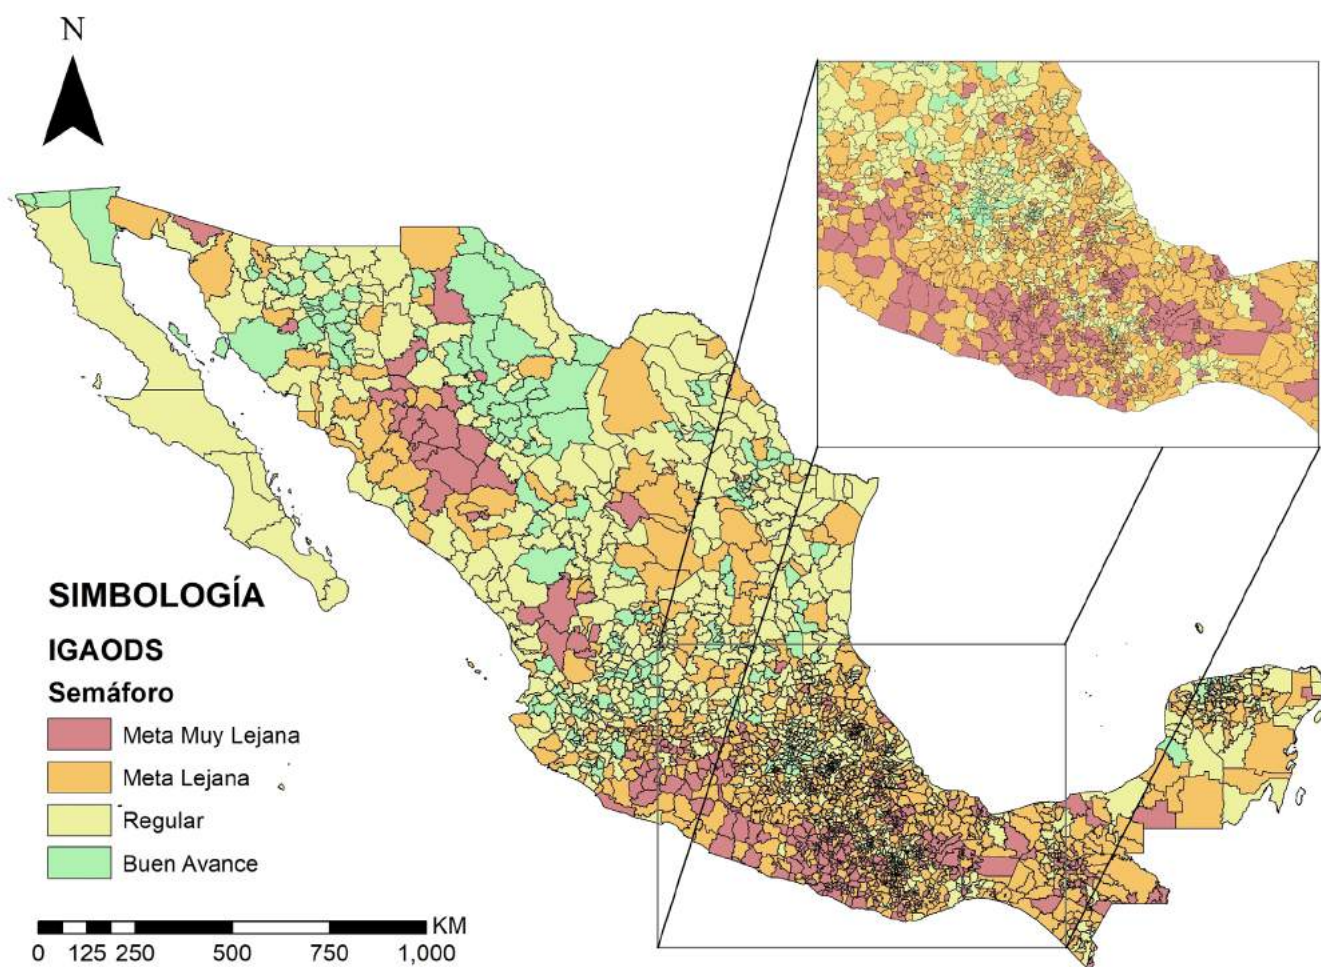 N
SIMBOLOGÍA
IGAODS
Semáforo
Meta Muy Lejana
Meta Lejana
Regular
Buen Avance
KM
0 125 250 500 750 1,000